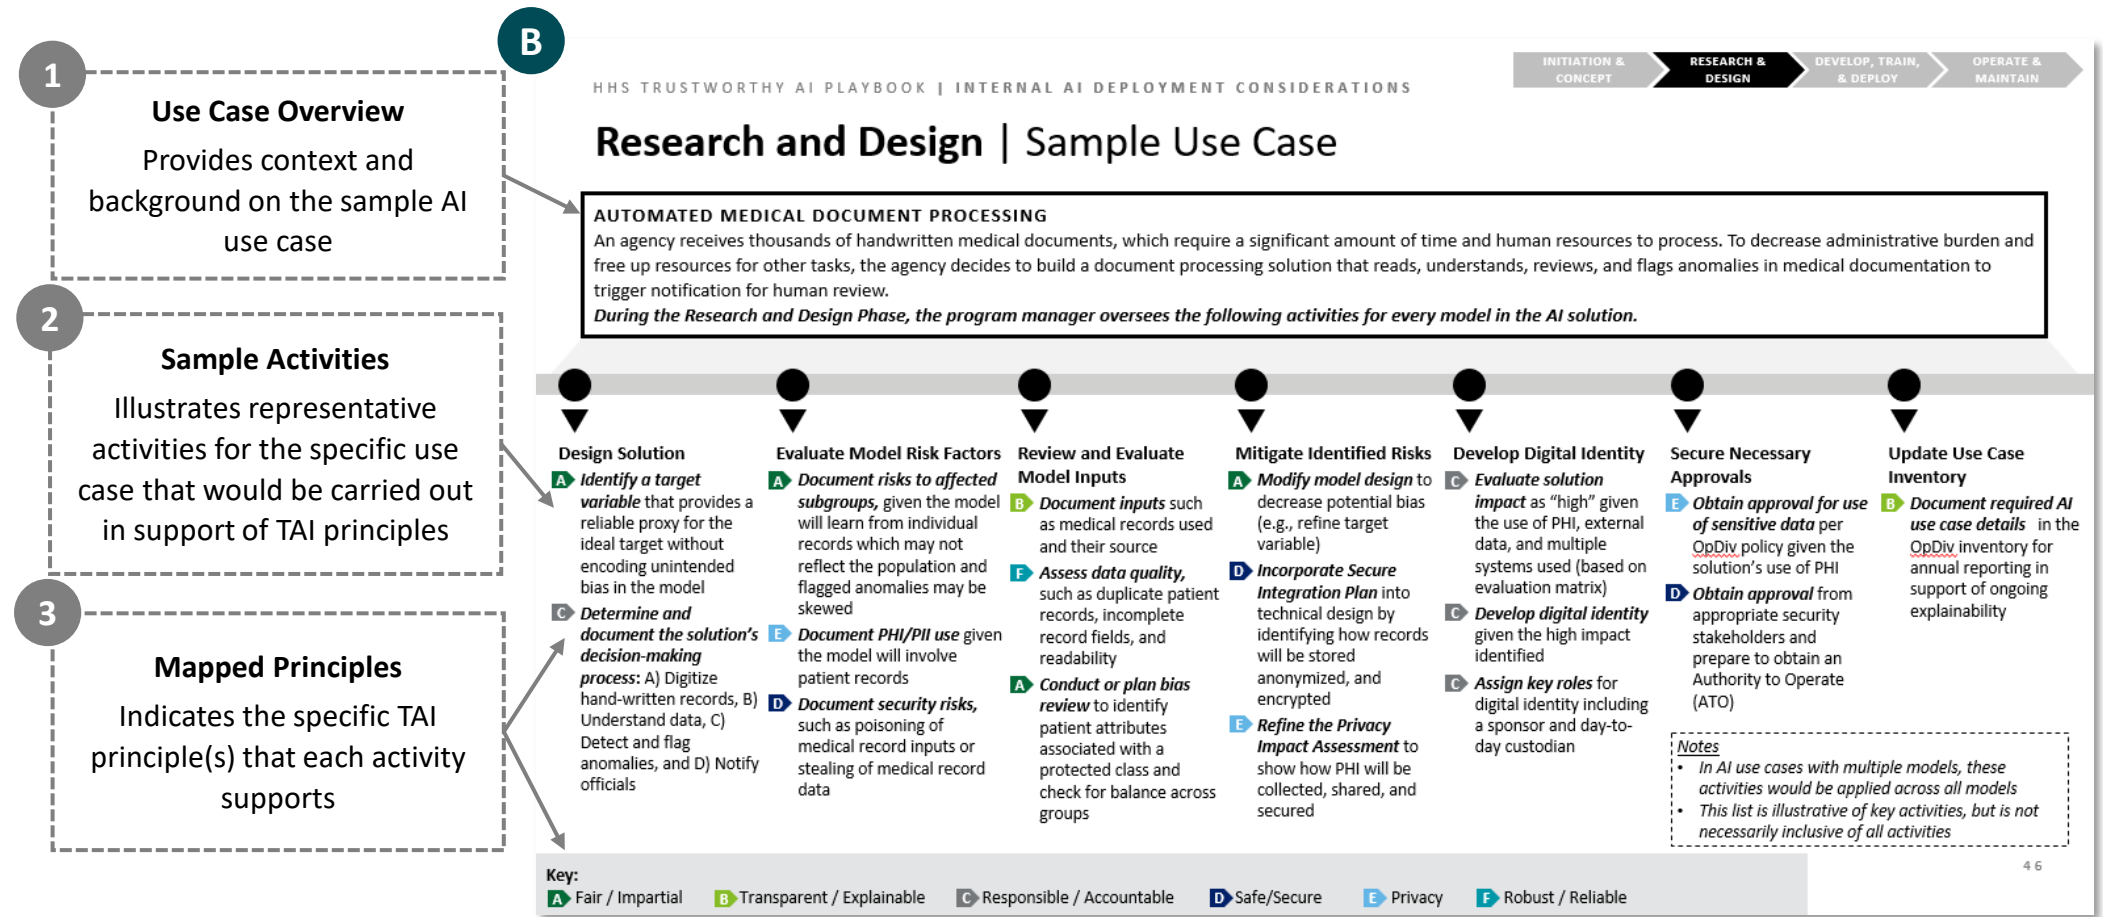 1
Use Case Overview
Provides context and
background on the sample AI
use case
2
Sample Activities
Illustrates representative
activities for the specific use
case that would be carried out
in support of TAI principles
3
Mapped Principles
Indicates the specific TAI
principle(s) that each activity
supports
B
INITIATION &
CONCEPT
RESEARCH &
DESIGN
DEVELOP, TRAIN,
& DEPLOY
OPERATE &
MAINTAIN
HHS TRUSTWORTHY AI PLAYBOOK | INTERNAL AI DEPLOYMENT CONSIDERATIONS
Research and Design | Sample Use Case
AUTOMATED MEDICAL DOCUMENT PROCESSING
An agency receives thousands of handwritten medical documents, which require a significant amount of time and human resources to process. To decrease administrative burden and
free up resources for other tasks, the agency decides to build a document processing solution that reads, understands, reviews, and flags anomalies in medical documentation to
trigger notification for human review.
During the Research and Design Phase, the program manager oversees the following activities for every model in the AI solution.
Design Solution
A Identify a target
variable that provides a
reliable proxy for the
ideal target without
encoding unintended
bias in the model
C Determine and
document the solution's
decision-making
process: A) Digitize
hand-written records, B)
Understand data, C)
Detect and flag
anomalies, and D) Notify
officials
Evaluate Model Risk Factors
A Document risks to affected
subgroups, given the model
will learn from individual
records which may not
reflect the population and
flagged anomalies may be
skewed
E Document PHI/PII use given
the model will involve
patient records
D Document security risks,
such as poisoning of
medical record inputs or
stealing of medical record
data
Review and Evaluate
Model Inputs
B Document inputs such
as medical records used
and their source
F Assess data quality,
such as duplicate patient
records, incomplete
record fields, and
readability
A Conduct or plan bias
review to identify
patient attributes
associated with a
protected class and
check for balance across
groups
Mitigate Identified Risks
A Modify model design to
decrease potential bias
(e.g., refine target
variable)
D Incorporate Secure
Integration Plan into
technical design by
identifying how records
will be stored
anonymized, and
encrypted
E Refine the Privacy
Impact Assessment to
show how PHI will be
collected, shared, and
secured
Develop Digital Identity
C Evaluate solution
impact as "high" given
the use of PHI, external
data, and multiple
systems used (based on
evaluation matrix)
C Develop digital identity
given the high impact
identified
C Assign key roles for
digital identity including
a sponsor and day-to-
day custodian
Secure Necessary
Approvals
E Obtain approval for use
of sensitive data per
OpDiv policy given the
solution's use of PHI
D Obtain approval from
appropriate security
stakeholders and
prepare to obtain an
Authority to Operate
(ATO)
Update Use Case
Inventory
B Document required AI
use case details in the
OpDiv inventory for
annual reporting in
support of ongoing
explainability
Notes
• In AI use cases with multiple models, these
activities would be applied across all models
• This list is illustrative of key activities, but is not
necessarily inclusive of all activities
46
Key:
A Fair / Impartial B Transparent / Explainable C Responsible / Accountable D Safe/Secure E Privacy F Robust / Reliable